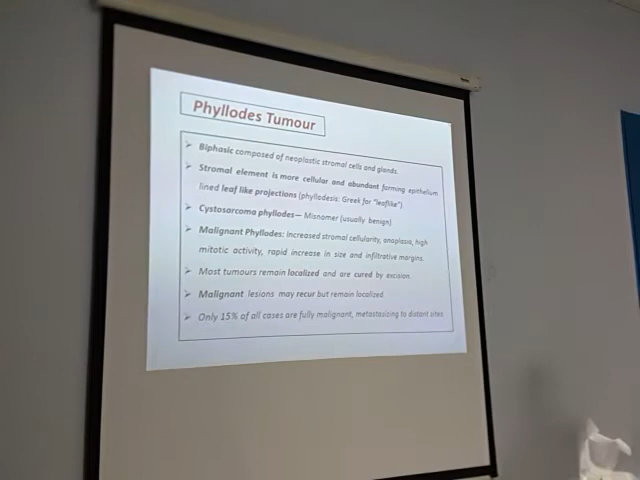 Phyllodes Tumour
➢ Biphasic composed of neoplastic stromal cells and glands.
➢ Stromal element is more cellular and abundant forming epithelium
lined leaf like projections (phyllodesis: Greek for "leaflike")
➢ Cystosarcoma phyllodes— Misnomer (usually benign)
➢ Malignant Phyllodes: Increased stromal cellularity, anaplasia, high
mitotic activity, rapid increase in size and infiltrative margins.
➢ Most tumours remain localized and are cured by excision.
➢ Malignant lesions may recur but remain localized
➢ Only 15% of all cases are fully malignant, metastasizing to distant sites.